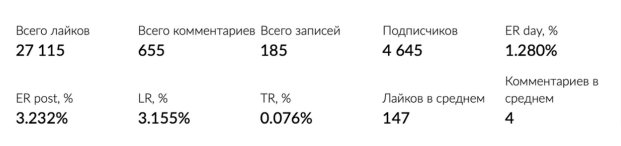 Всего лайков
27 115
Всего комментариев
655
Всего записей
185
Подписчиков
4 645
ER day, %
1.280%
ER post, %
3.232%
LR, %
3.155%
TR, %
0.076%
Лайков в среднем
147
Комментариев в
среднем
4